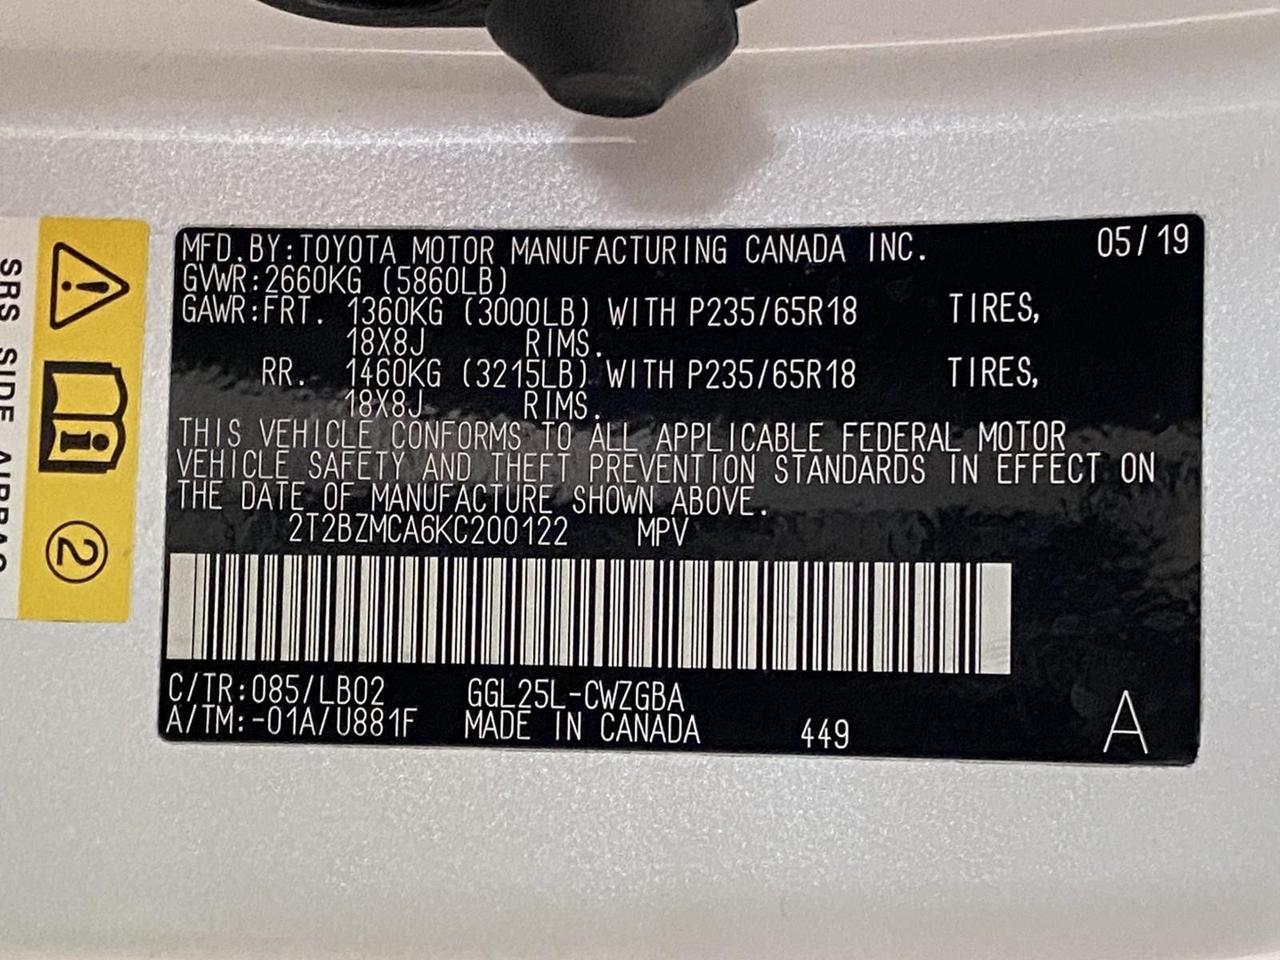 MFD.BY:TOYOTA MOTOR MANUFACTURING CANADA INC. 05/19
GVWR:2660KG (5860LB)
GAWR:FRT. 1360KG (3000LB) WITH P235/65R18 TIRES,
18X8J RIMS.
RR. 1460KG (3215LB) WITH P235/65R18 TIRES,
18X8J RIMS.
THIS VEHICLE CONFORMS TO ALL APPLICABLE FEDERAL MOTOR
VEHICLE SAFETY AND THEFT PREVENTION STANDARDS IN EFFECT ON
THE DATE OF MANUFACTURE SHOWN ABOVE.
2T2BZMCA6KC200122 MPV
C/TR:085/LB02 GGL25L-CWZGBA
A/TM:-01A/U881F MADE IN CANADA 449 A
SRS SIDE AIRBAG
2